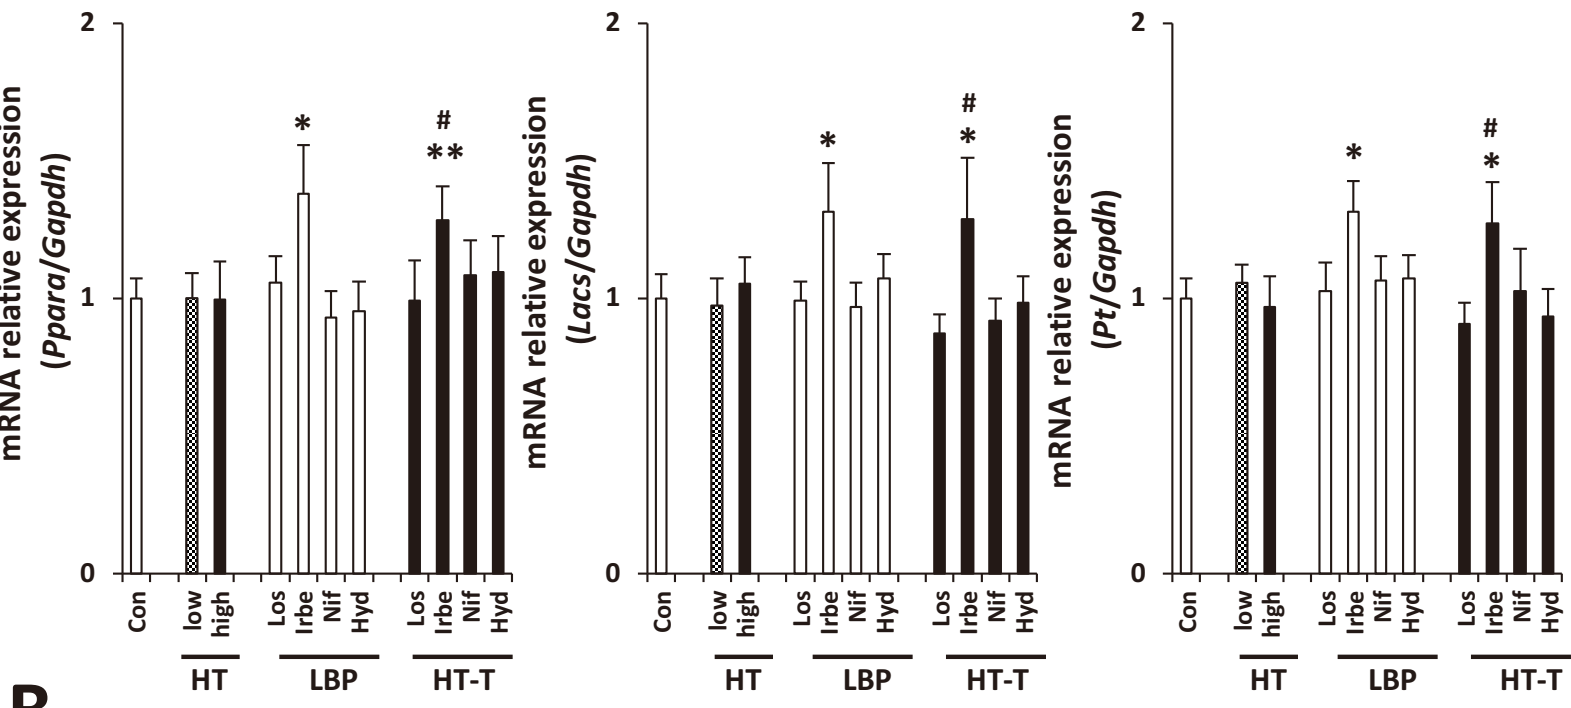 mRNA relative expression
(Ppara/Gapdh)
2
1
0
*
#
**
Con
low
high
Los
Irbe
Nif
Hyd
Los
Irbe
Nif
Hyd
HT
LBP
HT-T
mRNA relative expression
(Lacs/Gapdh)
2
1
0
*
#
*
Con
low
high
Los
Irbe
Nif
Hyd
Los
Irbe
Nif
Hyd
HT
LBP
HT-T
mRNA relative expression
(Pt/Gapdh)
2
1
0
*
#
*
Con
low
high
Los
Irbe
Nif
Hyd
Los
Irbe
Nif
Hyd
HT
LBP
HT-T